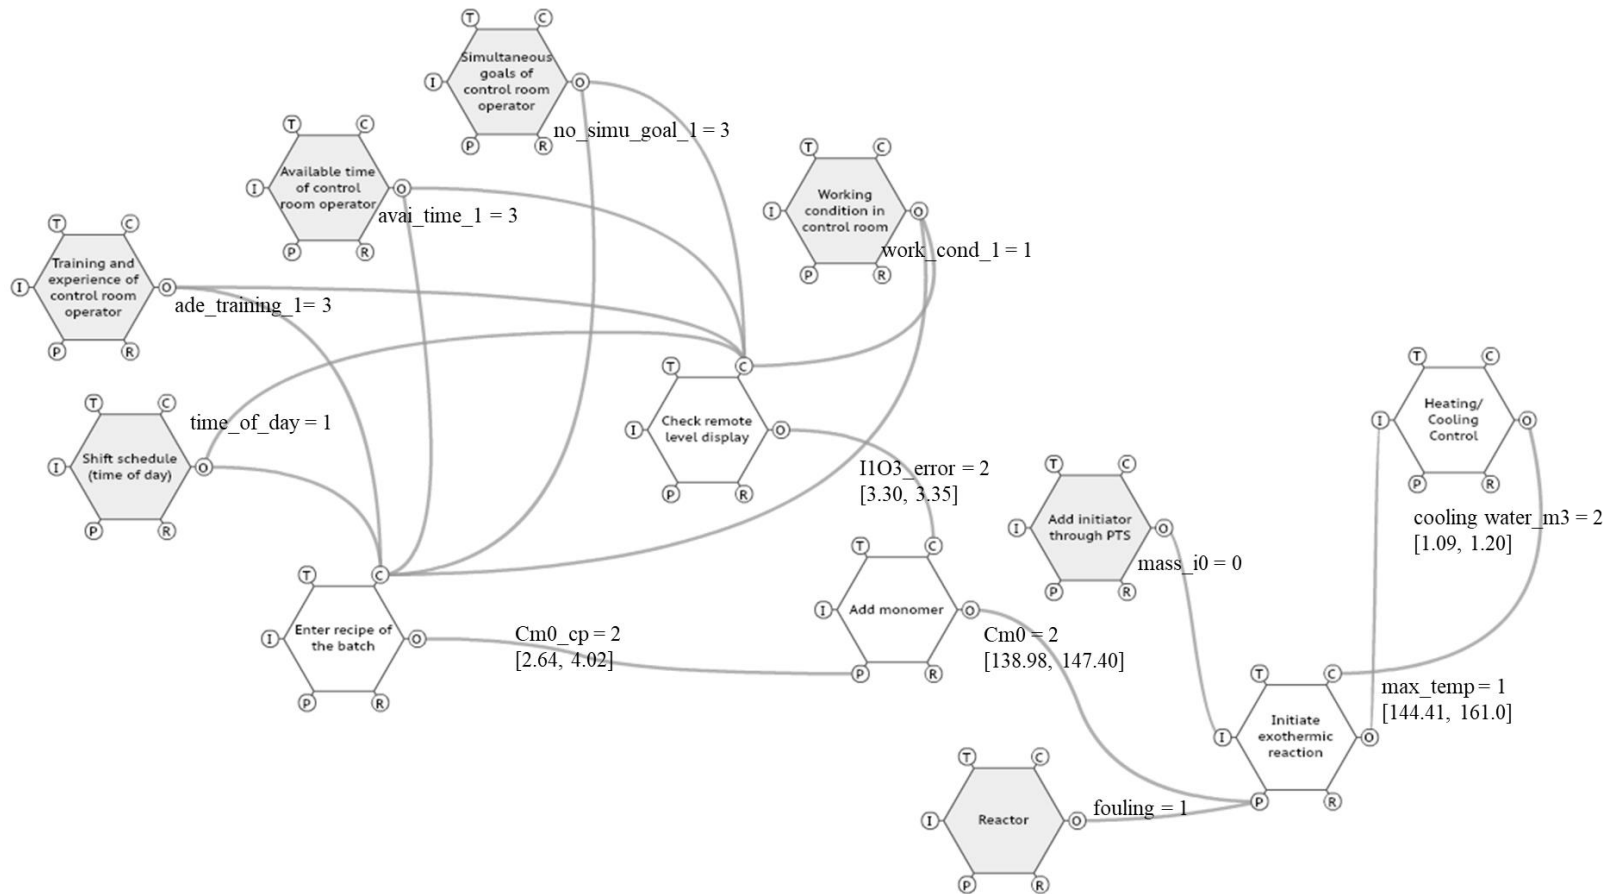 T
C
I
Simultaneous
goals of
control room
operator
O
P
R
no_simu_goal_1 = 3
T
C
I
Available time
of control
room operator
O
P
R
avai_time_1 = 3
T
C
I
Working
condition in
control room
O
P
R
work_cond_1 = 1
T
C
I
Training and
experience of
control room
operator
O
P
R
ade_training_1= 3
T
C
I
Shift schedule
(time of day)
O
P
R
time_of_day = 1
T
C
I
Check remote
level display
O
P
R
I1O3_error = 2
[3.30, 3.35]
T
C
I
Heating/
Cooling
Control
O
P
R
cooling water_m3 = 2
[1.09, 1.20]
T
C
I
Add initiator
through PTS
O
P
R
mass_i0 = 0
T
C
I
Enter recipe of
the batch
O
P
R
Cm0_cp = 2
[2.64, 4.02]
T
C
I
Add monomer
O
P
R
Cm0 = 2
[138.98, 147.40]
T
C
I
Initiate
exothermic
reaction
O
P
R
max_temp = 1
[144.41, 161.0]
T
C
I
Reactor
O
P
R
fouling = 1